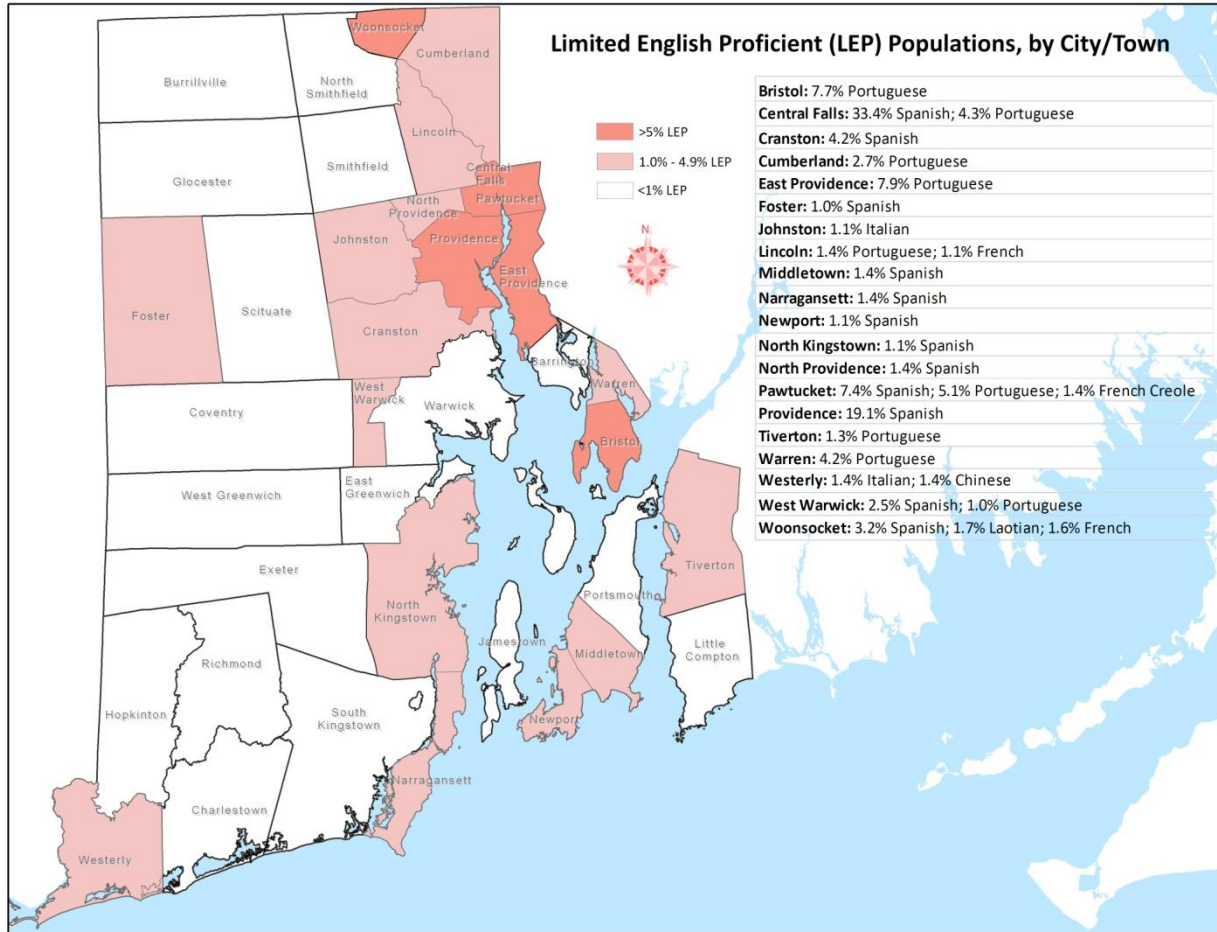 Limited English Proficient (LEP) Populations, by City/Town
Woonsocket
Cumberland
Burrillville
North
Smithfield
Lincoln
Glocester
Smithfield
Central
Falls
Pawtucket
North
Providence
Johnston
Providence
East
Providence
Foster
Scituate
Cranston
Barrington
Warren
West
Warwick
Coventry
Warwick
Bristol
West Greenwich
East
Greenwich
Exeter
North
Kingstown
Tiverton
Portsmouth
Jamestown
Middletown
Little
Compton
Richmond
Hopkinton
South
Kingstown
Newport
Narragansett
Charlestown
Westerly
>5% LEP
1.0% - 4.9% LEP
<1% LEP
N
Bristol: 7.7% Portuguese
Central Falls: 33.4% Spanish; 4.3% Portuguese
Cranston: 4.2% Spanish
Cumberland: 2.7% Portuguese
East Providence: 7.9% Portuguese
Foster: 1.0% Spanish
Johnston: 1.1% Italian
Lincoln: 1.4% Portuguese; 1.1% French
Middletown: 1.4% Spanish
Narragansett: 1.4% Spanish
Newport: 1.1% Spanish
North Kingstown: 1.1% Spanish
North Providence: 1.4% Spanish
Pawtucket: 7.4% Spanish; 5.1% Portuguese; 1.4% French Creole
Providence: 19.1% Spanish
Tiverton: 1.3% Portuguese
Warren: 4.2% Portuguese
Westerly: 1.4% Italian; 1.4% Chinese
West Warwick: 2.5% Spanish; 1.0% Portuguese
Woonsocket: 3.2% Spanish; 1.7% Laotian; 1.6% French